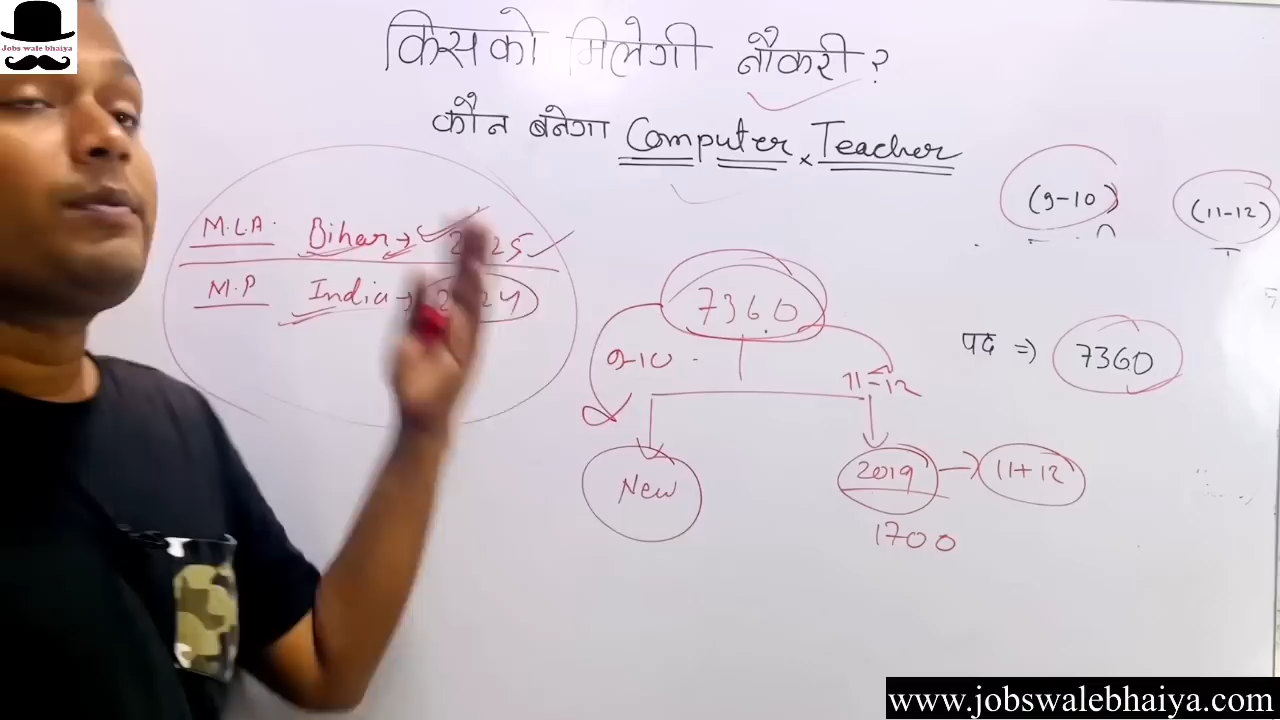 Jobs wale bhaiya
किसको मिलेगी नौकरी?
कौन बनेगा Computer Teacher
(9-10)
(11-12)
M.L.A. Bihar → 2025
M.P India → 2024
7360
पद ⇒ 7360
9-10
11-12
New
2019 → 11+12
1700
www.jobswalebhaiya.com